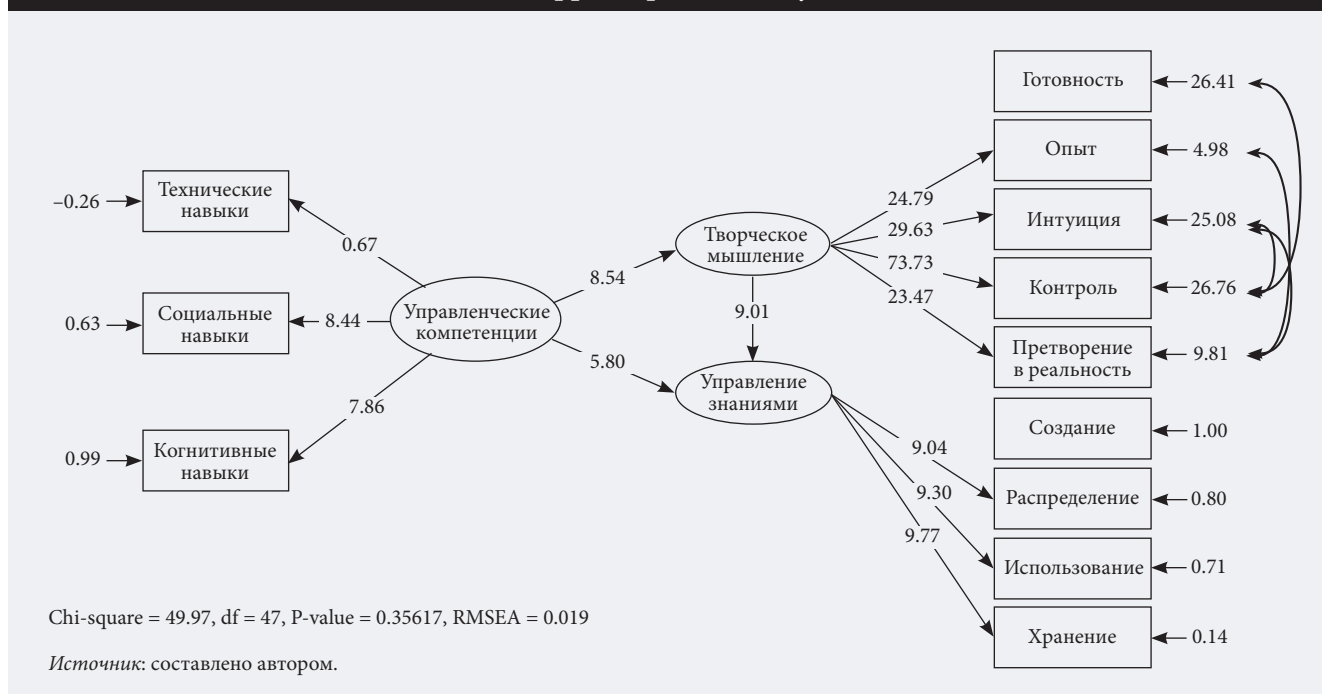 Готовность
26.41
Опыт
4.98
Интуиция
25.08
Контроль
26.76
Претворение
в реальность
9.81
Создание
1.00
Распределение
0.80
Использование
0.71
Хранение
0.14
24.79
29.63
73.73
23.47
Творческое
мышление
9.01
Управление
знаниями
9.04
9.30
9.77
8.54
5.80
Управленческие
компетенции
0.67
8.44
7.86
–0.26
Технические
навыки
0.63
Социальные
навыки
0.99
Когнитивные
навыки
Chi-square = 49.97, df = 47, P-value = 0.35617, RMSEA = 0.019
Источник: составлено автором.